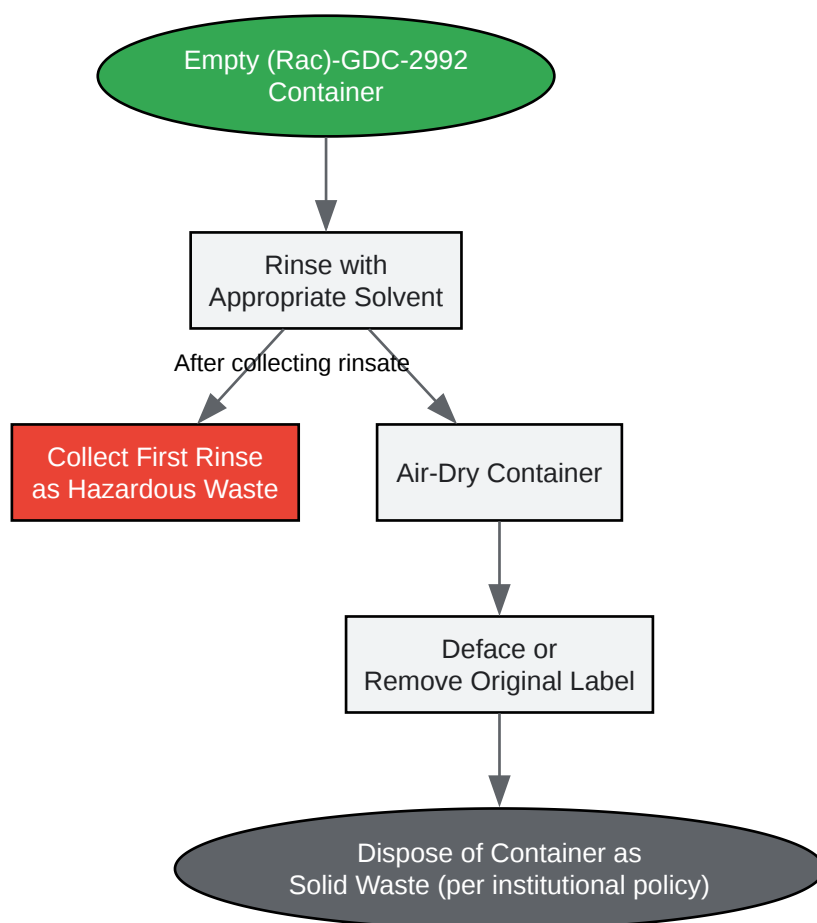 Empty (Rac)-GDC-2992
Container
Rinse with
Appropriate Solvent
After collecting rinsate
Collect First Rinse
as Hazardous Waste
Air-Dry Container
Deface or
Remove Original Label
Dispose of Container as
Solid Waste (per institutional policy)